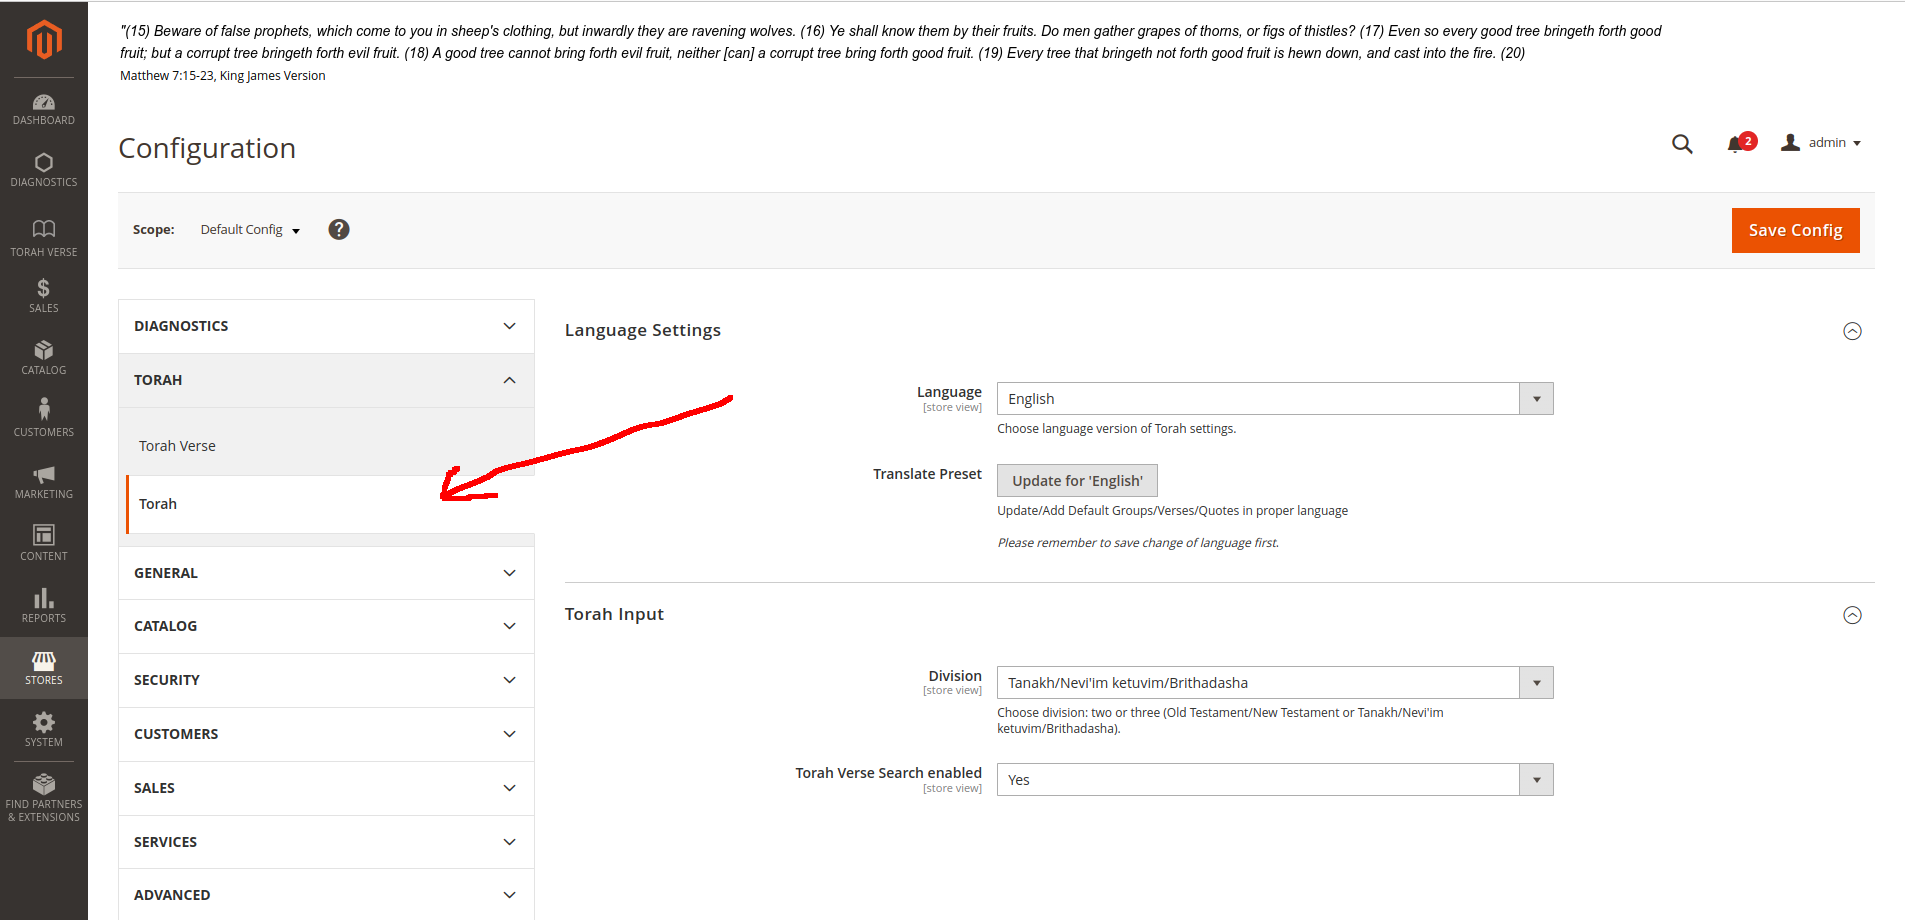 "(15) Beware of false prophets, which come to you in sheep's clothing, but inwardly they are ravening wolves. (16) Ye shall know them by their fruits. Do men gather grapes of thorns, or figs of thistles? (17) Even so every good tree bringeth forth good
fruit; but a corrupt tree bringeth forth evil fruit. (18) A good tree cannot bring forth evil fruit, neither [can] a corrupt tree bring forth good fruit. (19) Every tree that bringeth not forth good fruit is hewn down, and cast into the fire. (20)
Matthew 7:15-23, King James Version
DASHBOARD
DIAGNOSTICS
TORAH VERSE
SALES
CATALOG
CUSTOMERS
MARKETING
CONTENT
REPORTS
STORES
SYSTEM
FIND PARTNERS
& EXTENSIONS
Configuration
2
admin
Scope:
Default Config
?
Save Config
DIAGNOSTICS
TORAH
Torah Verse
Torah
GENERAL
CATALOG
SECURITY
CUSTOMERS
SALES
SERVICES
ADVANCED
Language Settings
Language
[store view]
English
Choose language version of Torah settings.
Translate Preset
Update for 'English'
Update/Add Default Groups/Verses/Quotes in proper language
Please remember to save change of language first.
Torah Input
Division
[store view]
Tanakh/Nevi'im ketuvim/Brithadasha
Choose division: two or three (Old Testament/New Testament or Tanakh/Nevi'im
ketuvim/Brithadasha).
Torah Verse Search enabled
[store view]
Yes